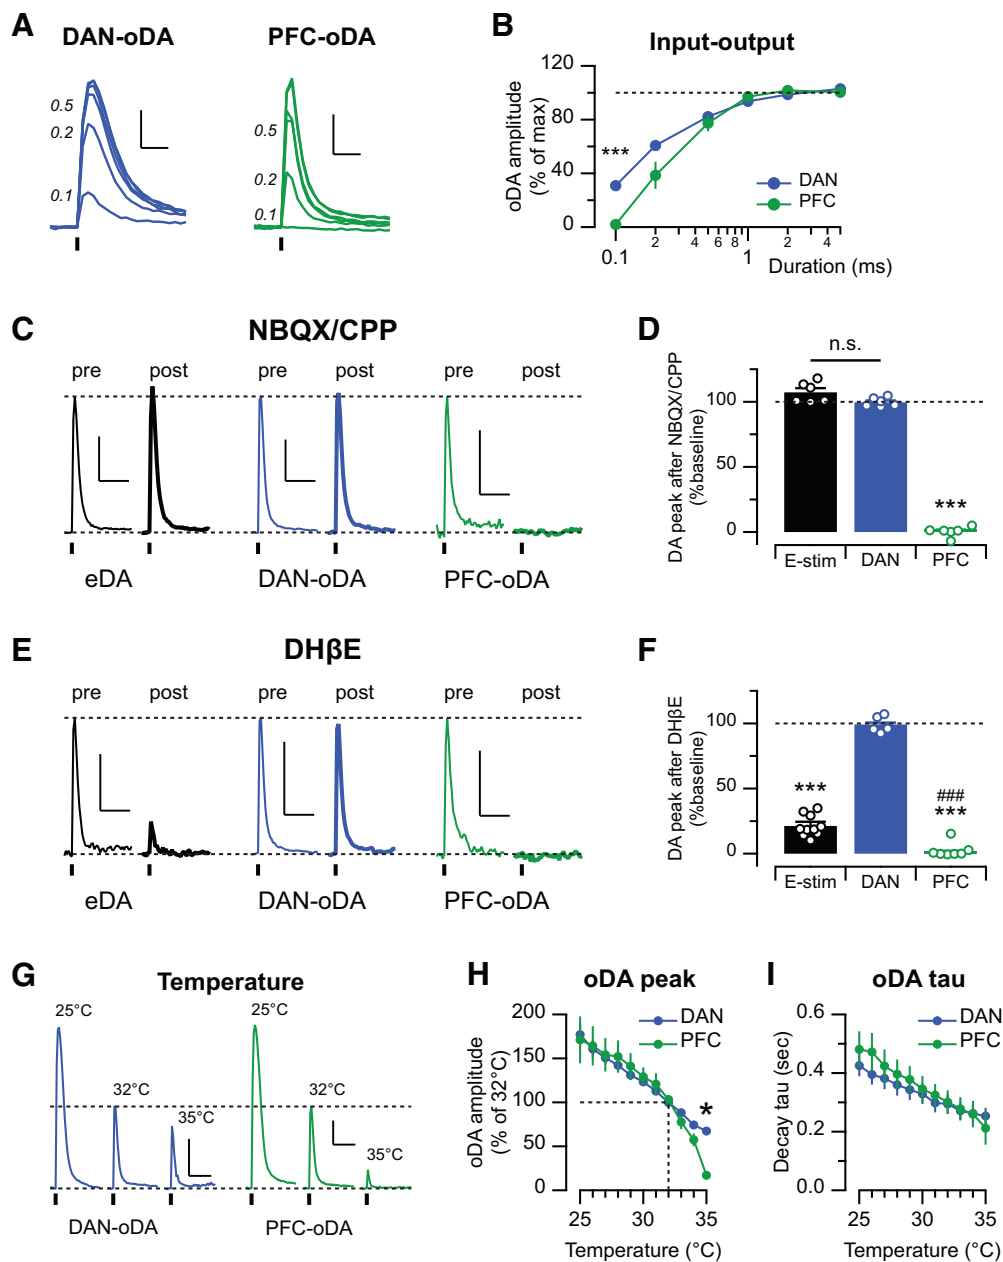 A
DAN-oDA
PFC-oDA
0.5
0.2
0.1
0.5
0.2
0.1
B
Input-output
oDA amplitude
(% of max)
120
80
40
0
***
DAN
PFC
0.1
2
4
6
8
1
2
4
Duration (ms)
C
NBQX/CPP
pre
post
pre
post
pre
post
eDA
DAN-oDA
PFC-oDA
D
n.s.
DA peak after NBQX/CPP
(%baseline)
100
50
0
***
E-stim
DAN
PFC
E
DHβE
pre
post
pre
post
pre
post
eDA
DAN-oDA
PFC-oDA
F
DA peak after DHβE
(%baseline)
100
50
0
***
###
***
E-stim
DAN
PFC
G
Temperature
25°C
32°C
35°C
25°C
32°C
35°C
DAN-oDA
PFC-oDA
H
oDA peak
oDA amplitude
(% of 32°C)
200
150
100
50
0
DAN
PFC
*
25
30
35
Temperature (°C)
I
oDA tau
Decay tau (sec)
0.6
0.4
0.2
0.0
DAN
PFC
25
30
35
Temperature (°C)